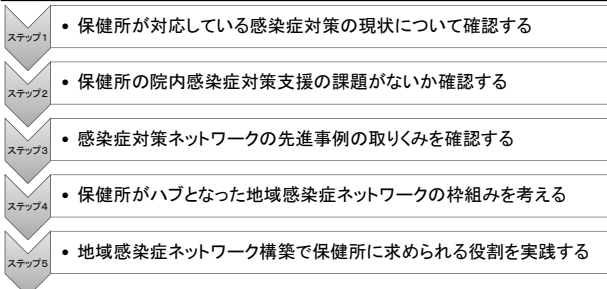 ステップ1
• 保健所が対応している感染症対策の現状について確認する
ステップ2
• 保健所の院内感染症対策支援の課題がないか確認する
ステップ3
• 感染症対策ネットワークの先進事例の取りくみを確認する
ステップ4
• 保健所がハブとなった地域感染症ネットワークの枠組みを考える
ステップ5
• 地域感染症ネットワーク構築で保健所に求められる役割を実践する